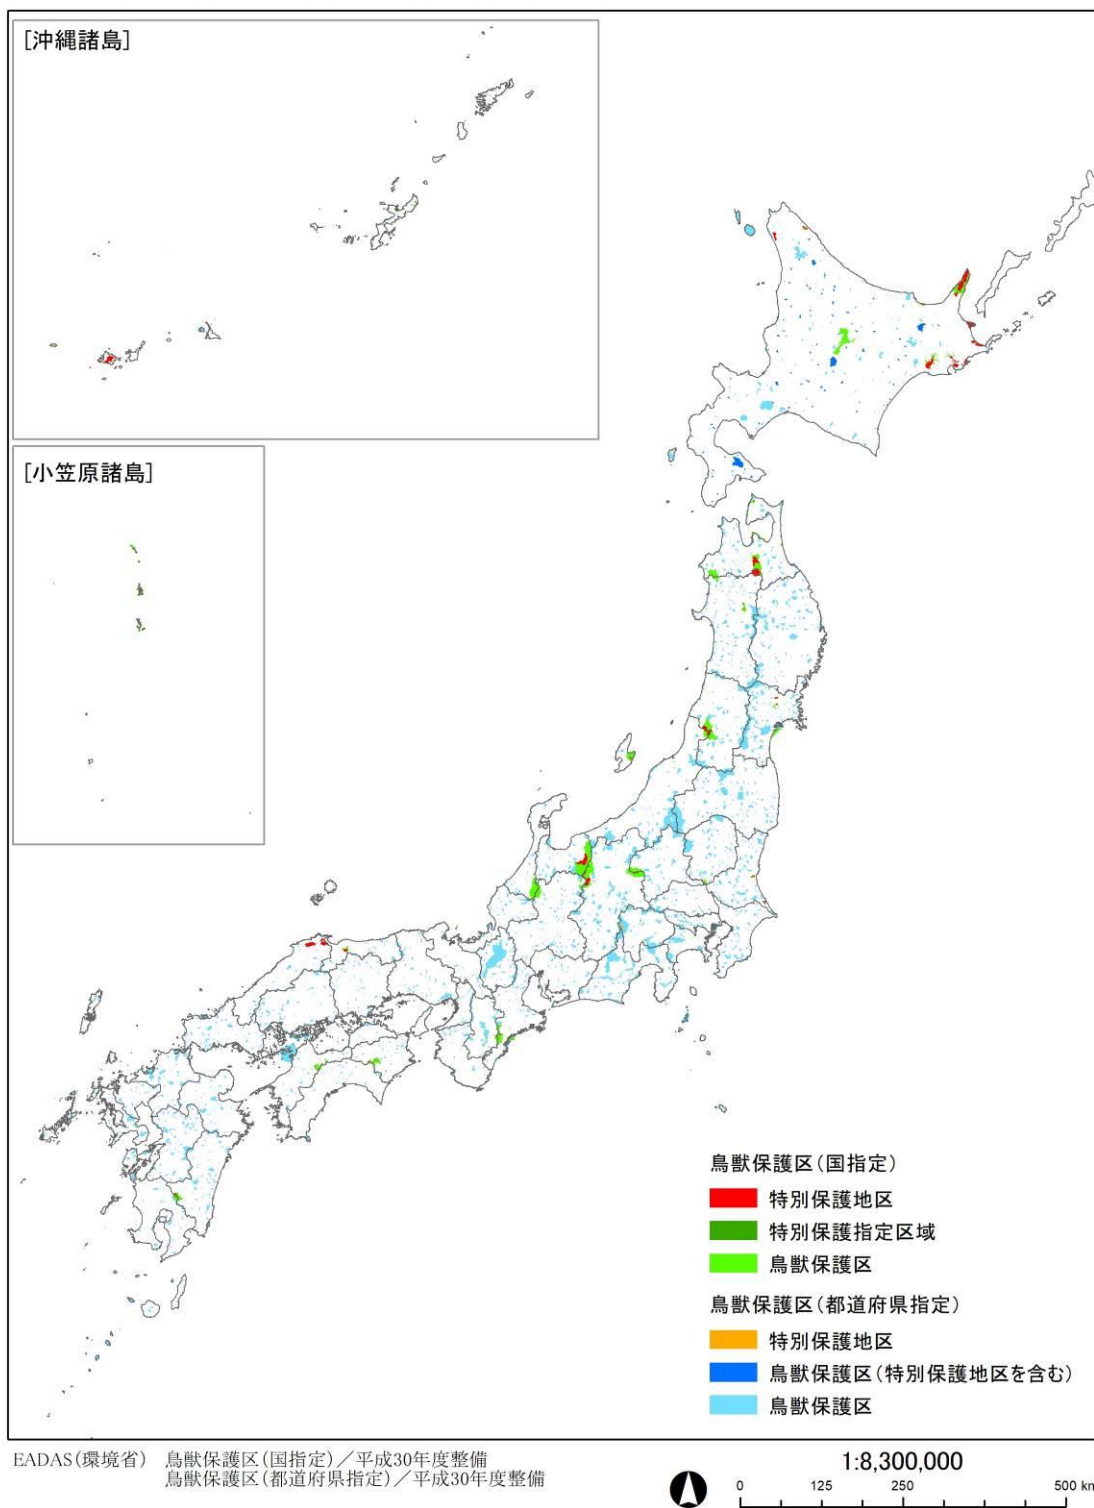 [沖縄諸島]
[小笠原諸島]
鳥獣保護区(国指定)
特別保護地区
特別保護指定区域
鳥獣保護区
鳥獣保護区(都道府県指定)
特別保護地区
鳥獣保護区(特別保護地区を含む)
鳥獣保護区
EADAS(環境省) 鳥獣保護区(国指定)/平成30年度整備
鳥獣保護区(都道府県指定)/平成30年度整備
1:8,300,000
0 125 250 500 km